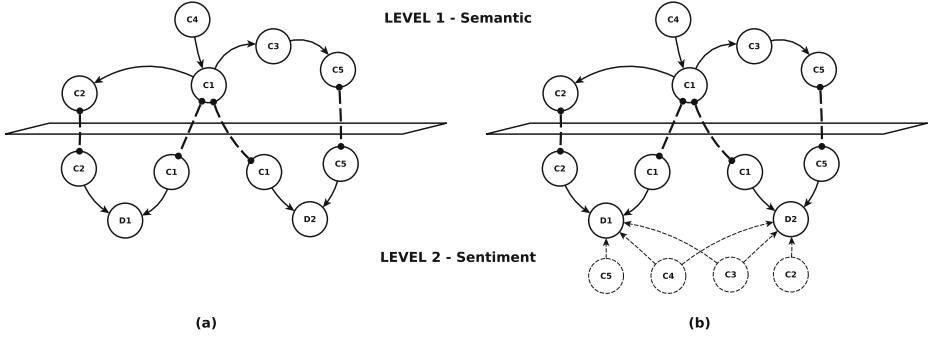 LEVEL 1 - Semantic
C4
C3
C5
C1
C2
C2
C1
C1
C5
D1
D2
(a)
C4
C3
C5
C1
C2
C2
C1
C1
C5
D1
D2
C5
C4
C3
C2
LEVEL 2 - Sentiment
(b)